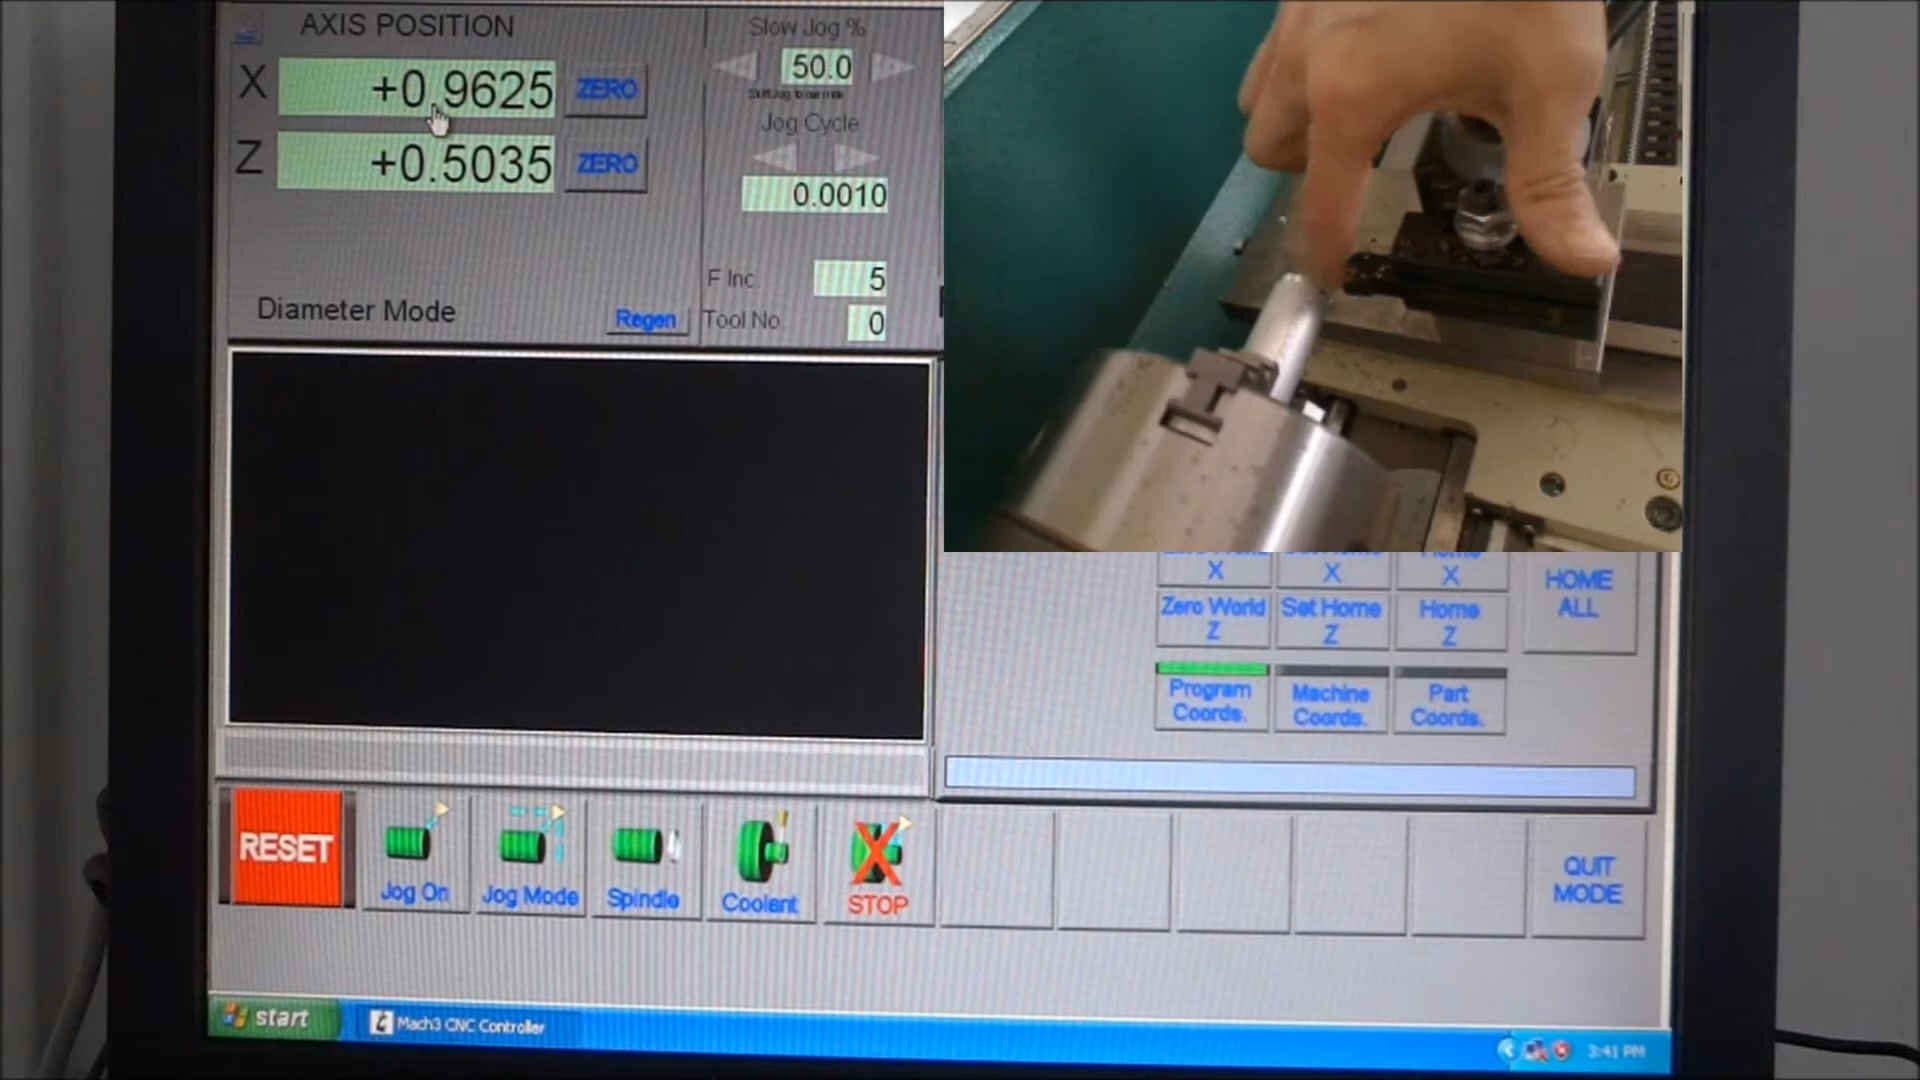 AXIS POSITION
X +0.9625 ZERO
Z +0.5035 ZERO
Diameter Mode
Regen
Slow Jog %
50.0
Jog Cycle
0.0010
F Inc 5
Tool No 0
X
X
Home
X
Zero World
Z
Set Home
Z
Home
Z
HOME
ALL
Program
Coords.
Machine
Coords.
Part
Coords.
RESET
Jog On
Jog Mode
Spindle
Coolant
STOP
QUIT
MODE
start
Mach3 CNC Controller
3:41 PM